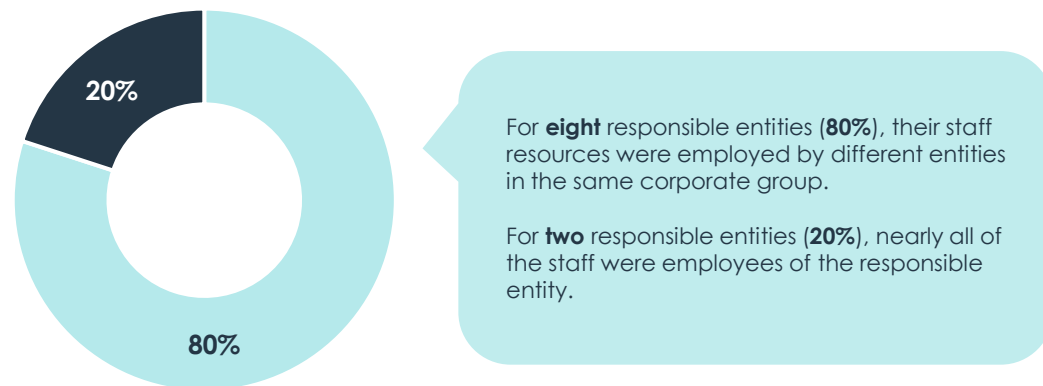 20%
80%
For eight responsible entities (80%), their staff
resources were employed by different entities
in the same corporate group.
For two responsible entities (20%), nearly all of
the staff were employees of the responsible
entity.